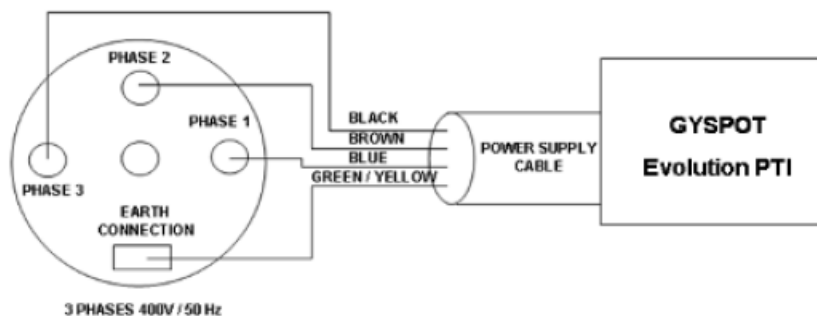 PHASE 2
PHASE 1
PHASE 3
EARTH
CONNECTION
3 PHASES 400V / 50 Hz
BLACK
BROWN
BLUE
GREEN / YELLOW
POWER SUPPLY
CABLE
GYSPOT
Evolution PTI